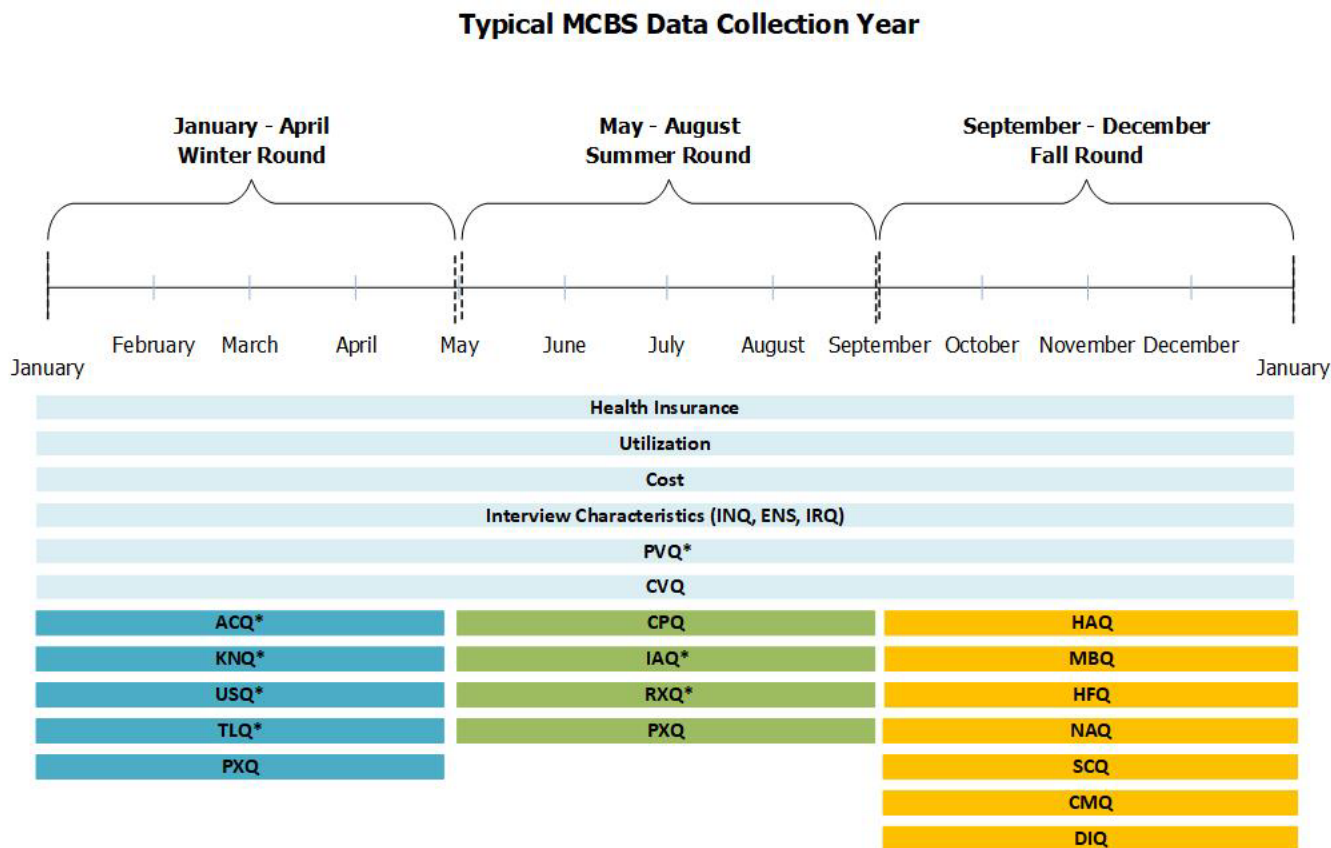 Typical MCBS Data Collection Year
January - April
Winter Round
May - August
Summer Round
September - December
Fall Round
January
February
March
April
May
June
July
August
September
October
November
December
January
Health Insurance
Utilization
Cost
Interview Characteristics (INQ, ENS, IRQ)
PVQ*
CVQ
ACQ*
CPQ
HAQ
KNQ*
IAQ*
MBQ
USQ*
RXQ*
HFQ
TLQ*
PXQ
NAQ
PXQ
SCQ
CMQ
DIQ